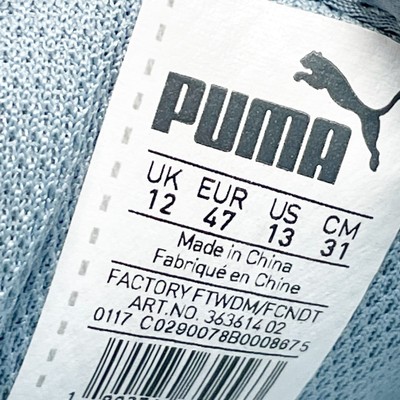 PUMA
UK EUR US CM
12 47 13 31
Made in China
Fabriqué en Chine
FACTORY FTWDM/FCNDT
ART.NO. 363614 02
0117 C0290078B0008675